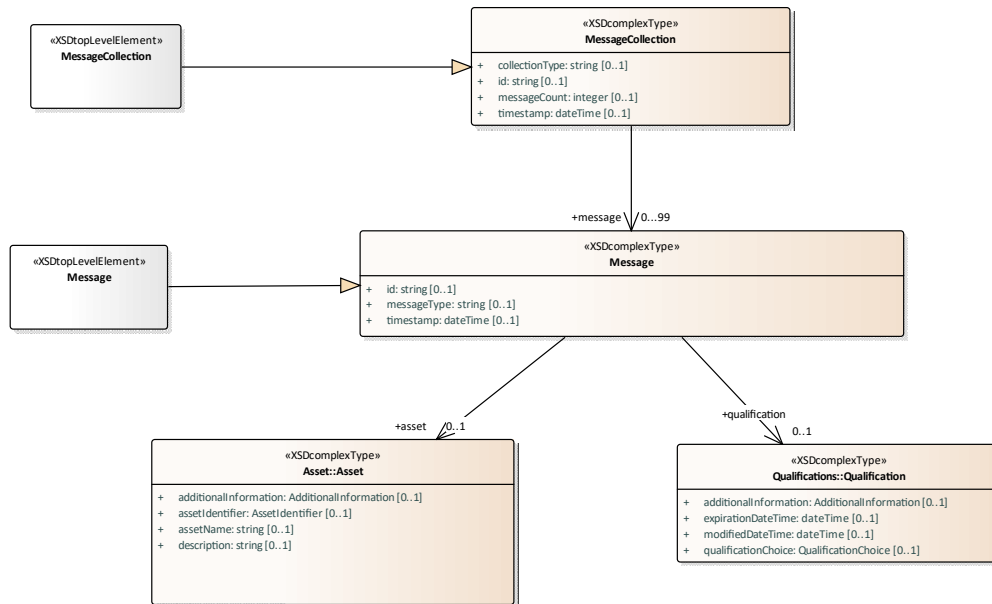 «XSDtopLevelElement»
MessageCollection
«XSDcomplexType»
MessageCollection
+ collectionType: string [0..1]
+ id: string [0..1]
+ messageCount: integer [0..1]
+ timestamp: dateTime [0..1]
+message 0...99
«XSDtopLevelElement»
Message
«XSDcomplexType»
Message
+ id: string [0..1]
+ messageType: string [0..1]
+ timestamp: dateTime [0..1]
+asset 0..1
+qualification
0..1
«XSDcomplexType»
Asset::Asset
+ additionalInformation: AdditionalInformation [0..1]
+ assetIdentifier: AssetIdentifier [0..1]
+ assetName: string [0..1]
+ description: string [0..1]
«XSDcomplexType»
Qualifications::Qualification
+ additionalInformation: AdditionalInformation [0..1]
+ expirationDateTime: dateTime [0..1]
+ modifiedDateTime: dateTime [0..1]
+ qualificationChoice: QualificationChoice [0..1]